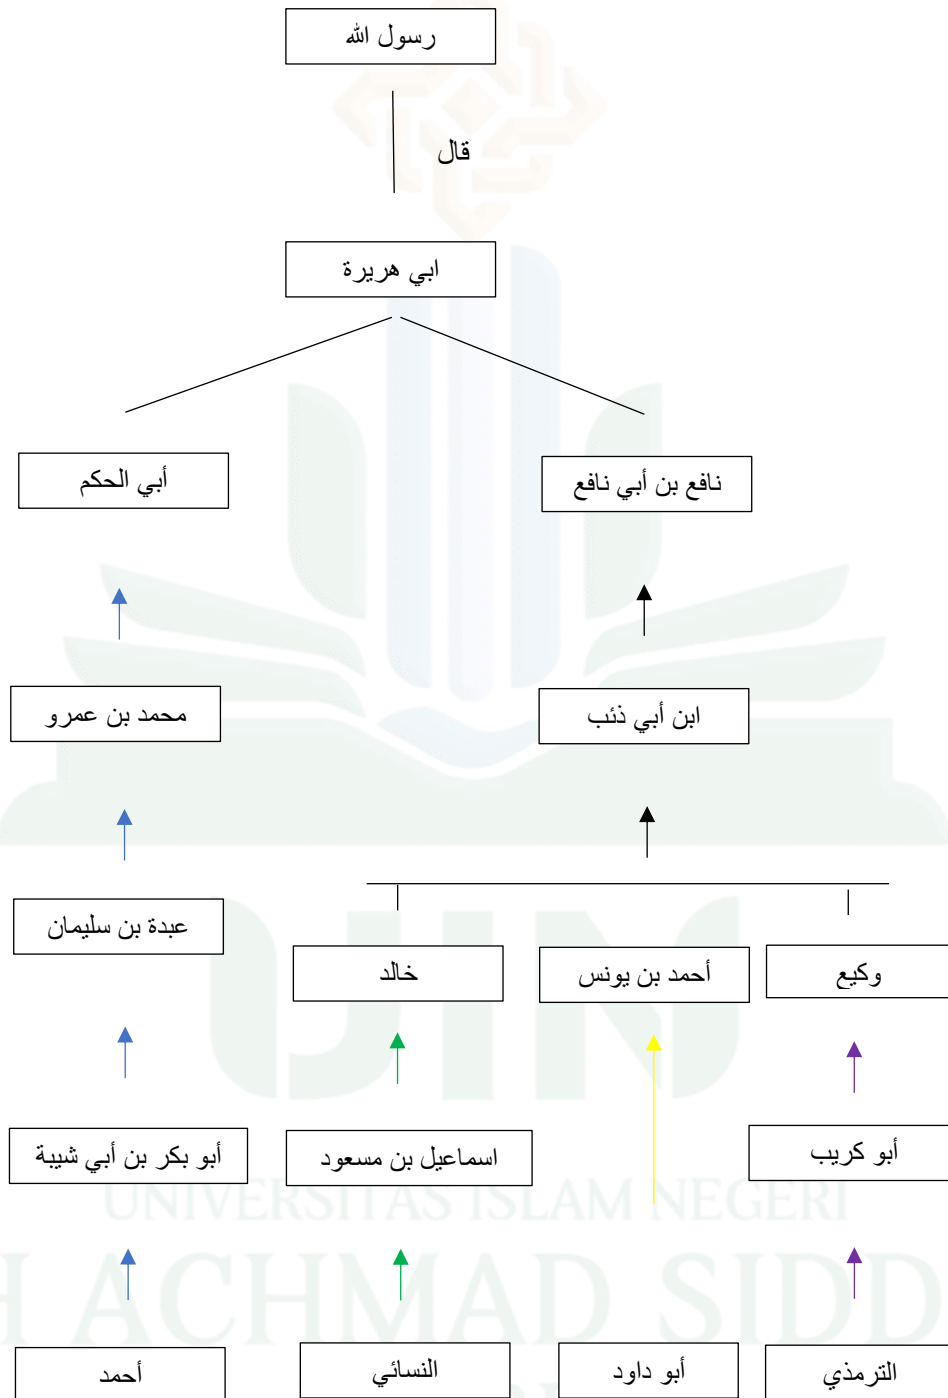 رسول الله
قال
ابي هريرة
أبي الحكم
نافع بن أبي نافع
محمد بن عمرو
ابن أبي ذئب
عبدة بن سليمان
خالد
أحمد بن يونس
وكيع
أبو بكر بن أبي شيبة
اسماعيل بن مسعود
أبو كريب
UIN
UNIVERSITAS ISLAM NEGERI
H ACHMAD SIDD
أحمد
النسائي
أبو داود
الترمذي